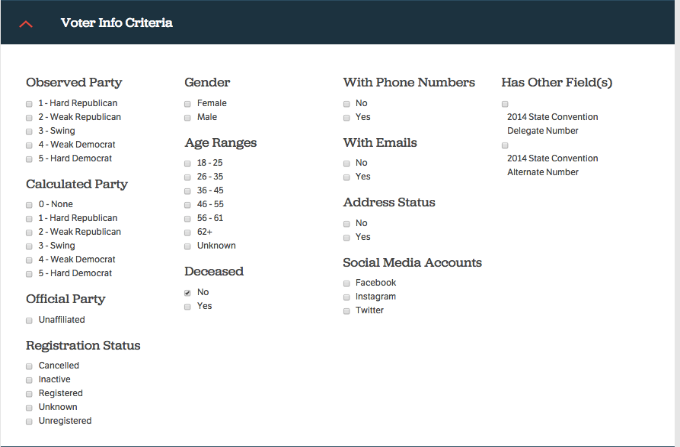 Voter Info Criteria
Observed Party
1 - Hard Republican
2 - Weak Republican
3 - Swing
4 - Weak Democrat
5 - Hard Democrat
Calculated Party
0 - None
1 - Hard Republican
2 - Weak Republican
3 - Swing
4 - Weak Democrat
5 - Hard Democrat
Official Party
Unaffiliated
Registration Status
Cancelled
Inactive
Registered
Unknown
Unregistered
Gender
Female
Male
Age Ranges
18 - 25
26 - 35
36 - 45
46 - 55
56 - 61
62+
Unknown
Deceased
No
Yes
With Phone Numbers
No
Yes
With Emails
No
Yes
Address Status
No
Yes
Social Media Accounts
Facebook
Instagram
Twitter
Has Other Field(s)
2014 State Convention
Delegate Number
2014 State Convention
Alternate Number